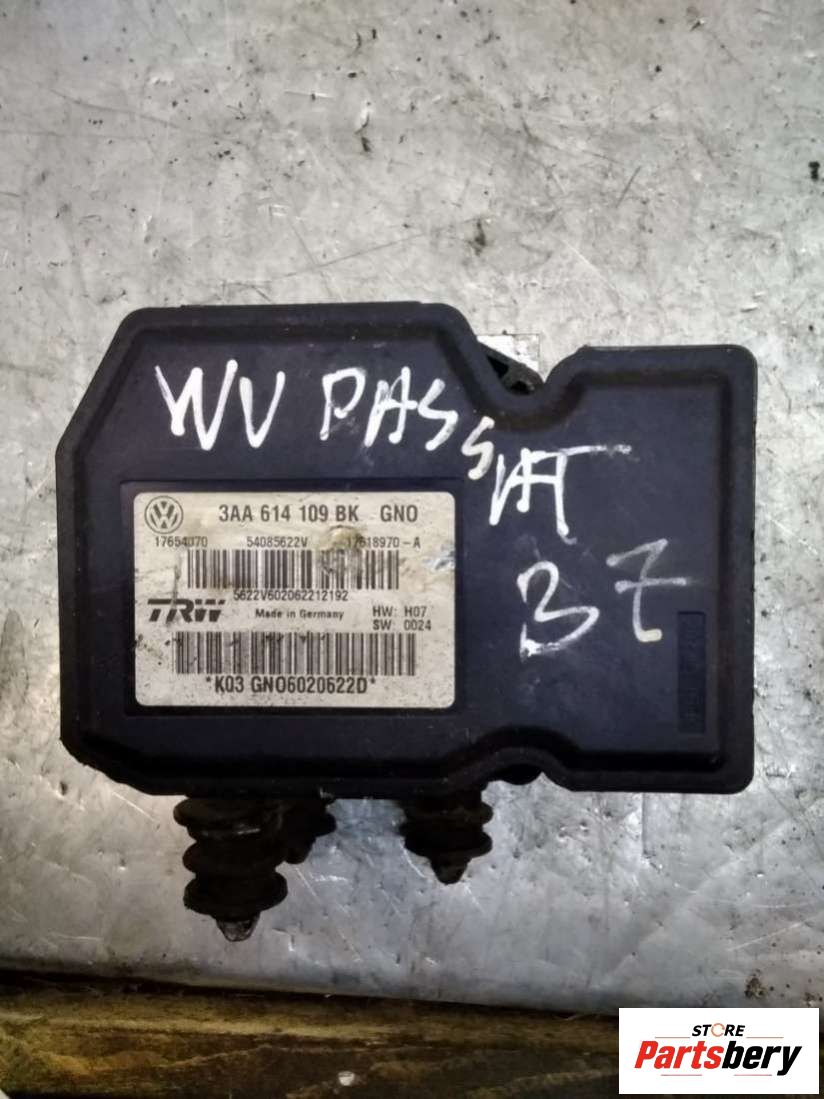 WV PASSAT
B7
3AA 614 109 BK GNO
17654070 54085622V 17618970-A
5622V602062212192
TRW Made in Germany HW: H07
SW: 0024
*K03 GNO6020622D*
STORE
Partsbery